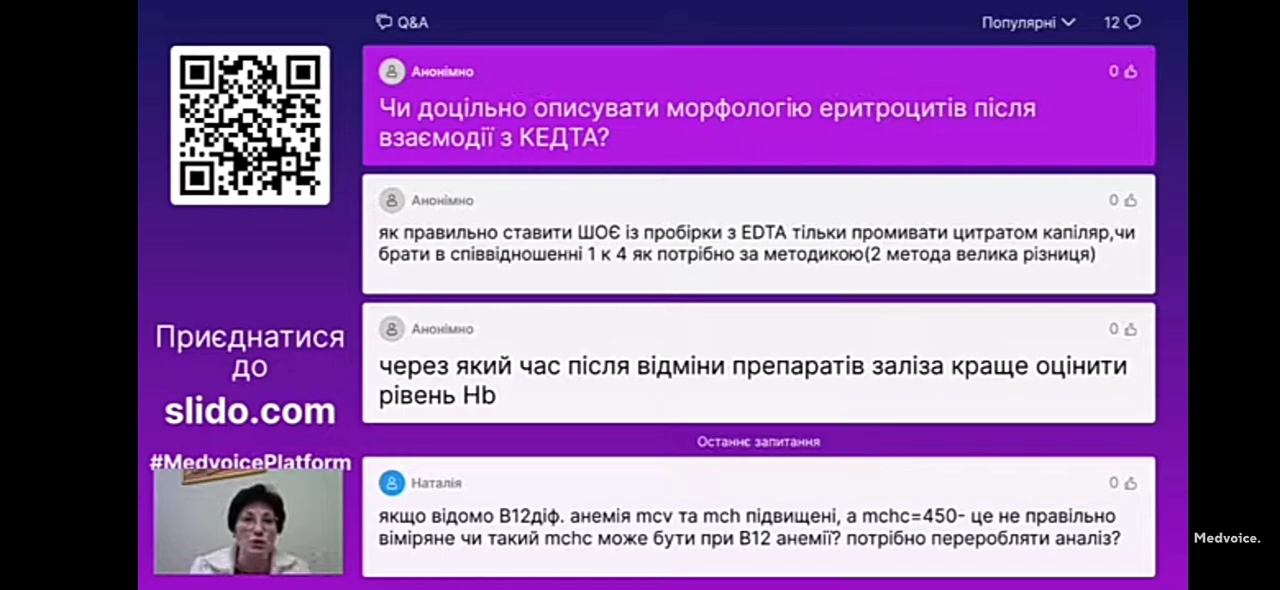 Q&A
Популярні
12
Анонімно
0
Чи доцільно описувати морфологію еритроцитів після
взаємодії з КЕДТА?
Анонімно
0
як правильно ставити ШОЄ із пробірки з EDTA тільки промивати цитратом капіляр,чи
брати в співвідношенні 1 к 4 як потрібно за методикою(2 метода велика різниця)
Анонімно
0
через який час після відміни препаратів заліза краще оцінити
рівень Hb
Останнє запитання
Наталія
0
якщо відомо В12діф. анемія mcv та mch підвищені, а mchc=450- це не правільно
віміряне чи такий mchc може бути при В12 анемії? потрібно переробляти аналіз?
Приєднатися
до
slido.com
#MedvoicePlatform
Medvoice.